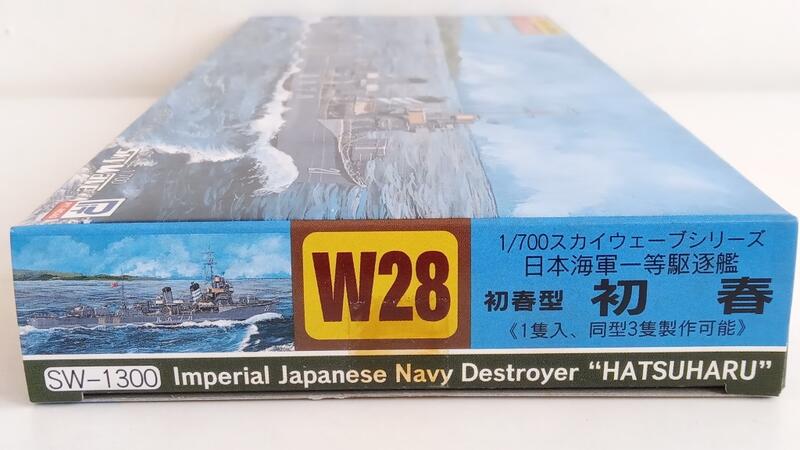 W28
1/700スカイウェーブシリーズ
日本海軍一等駆逐艦
初春型 初春
《1隻入、同型3隻製作可能》
SW-1300 Imperial Japanese Navy Destroyer “HATSUHARU”